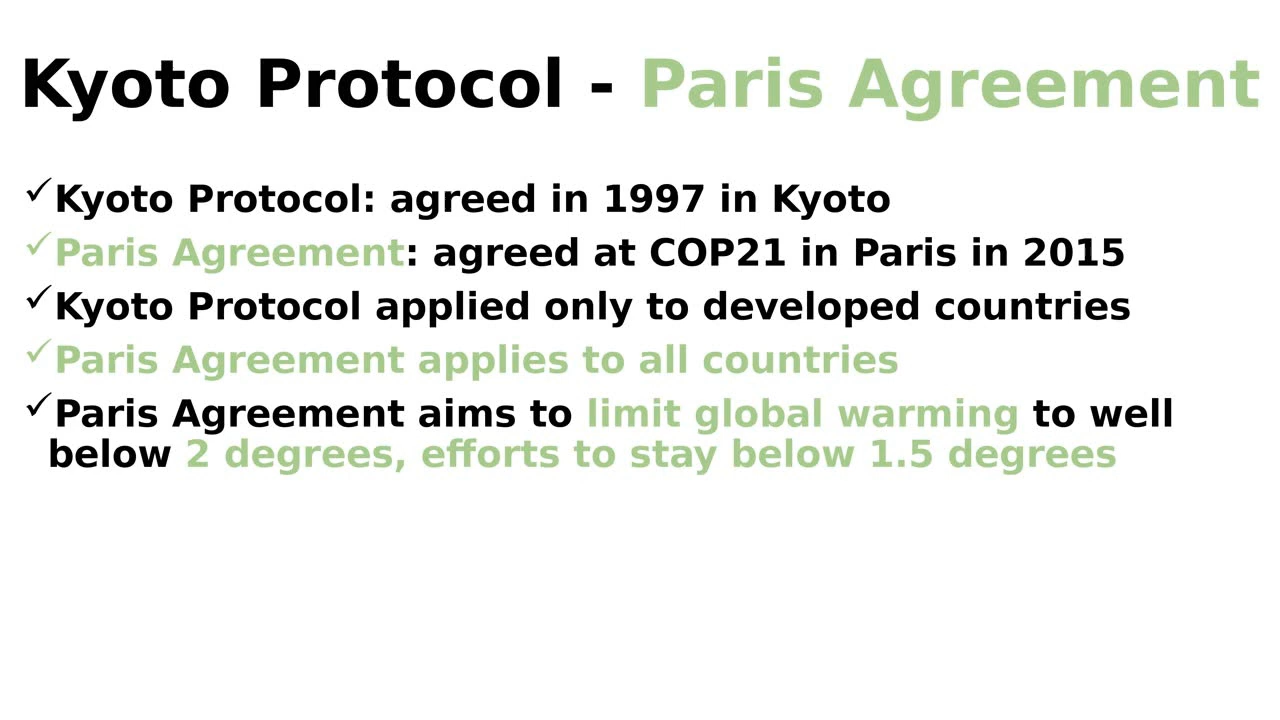 Kyoto Protocol - Paris Agreement
✓Kyoto Protocol: agreed in 1997 in Kyoto
✓Paris Agreement: agreed at COP21 in Paris in 2015
✓Kyoto Protocol applied only to developed countries
✓Paris Agreement applies to all countries
✓Paris Agreement aims to limit global warming to well
below 2 degrees, efforts to stay below 1.5 degrees